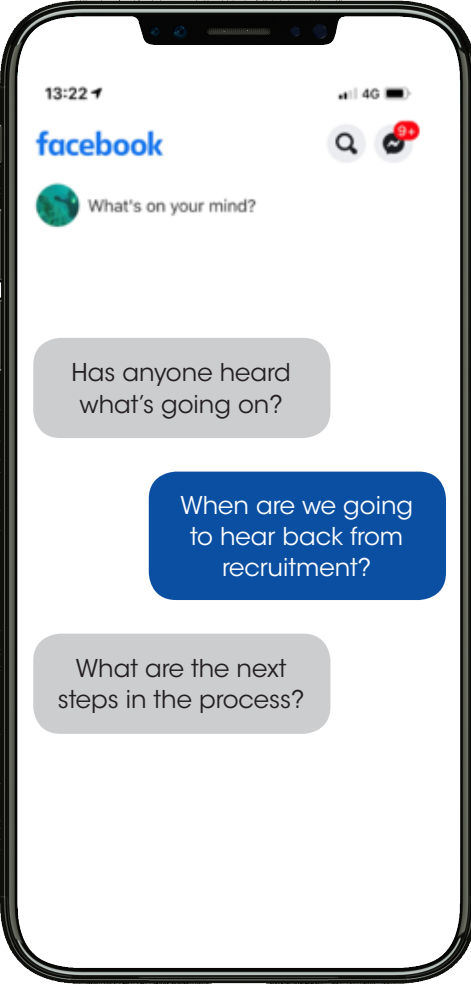 13:22
4G
facebook
9+
What's on your mind?
Has anyone heard
what's going on?
When are we going
to hear back from
recruitment?
What are the next
steps in the process?